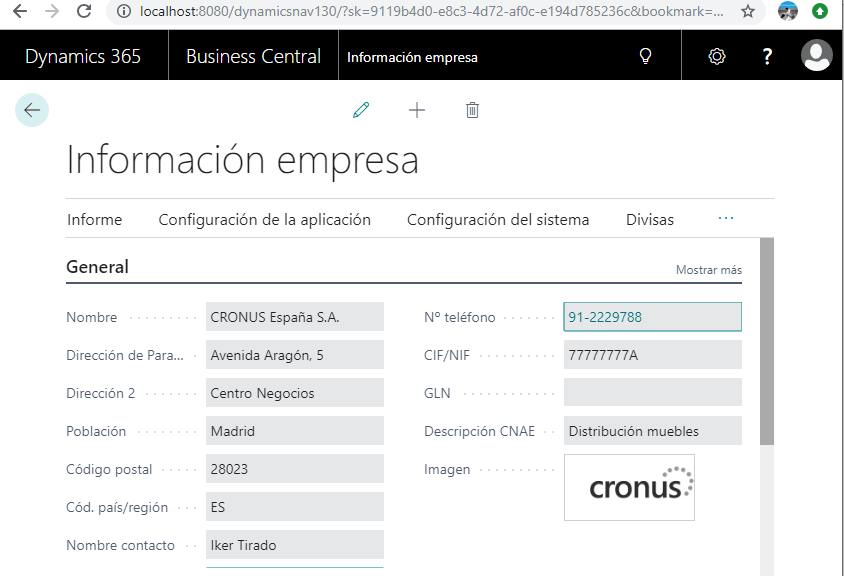 localhost:8080/dynamicsnav130/?sk=9119b4d0-e8c3-4d72-af0c-e194d785236c&bookmark=...
Dynamics 365 Business Central Información empresa ?
Información empresa
Informe Configuración de la aplicación Configuración del sistema Divisas ...
General Mostrar más
Nombre CRONUS España S.A. Nº teléfono 91-2229788
Dirección de Para... Avenida Aragón, 5 CIF/NIF 77777777A
Dirección 2 Centro Negocios GLN
Población Madrid Descripción CNAE Distribución muebles
Código postal 28023 Imagen cronus
Cód. país/región ES
Nombre contacto Iker Tirado